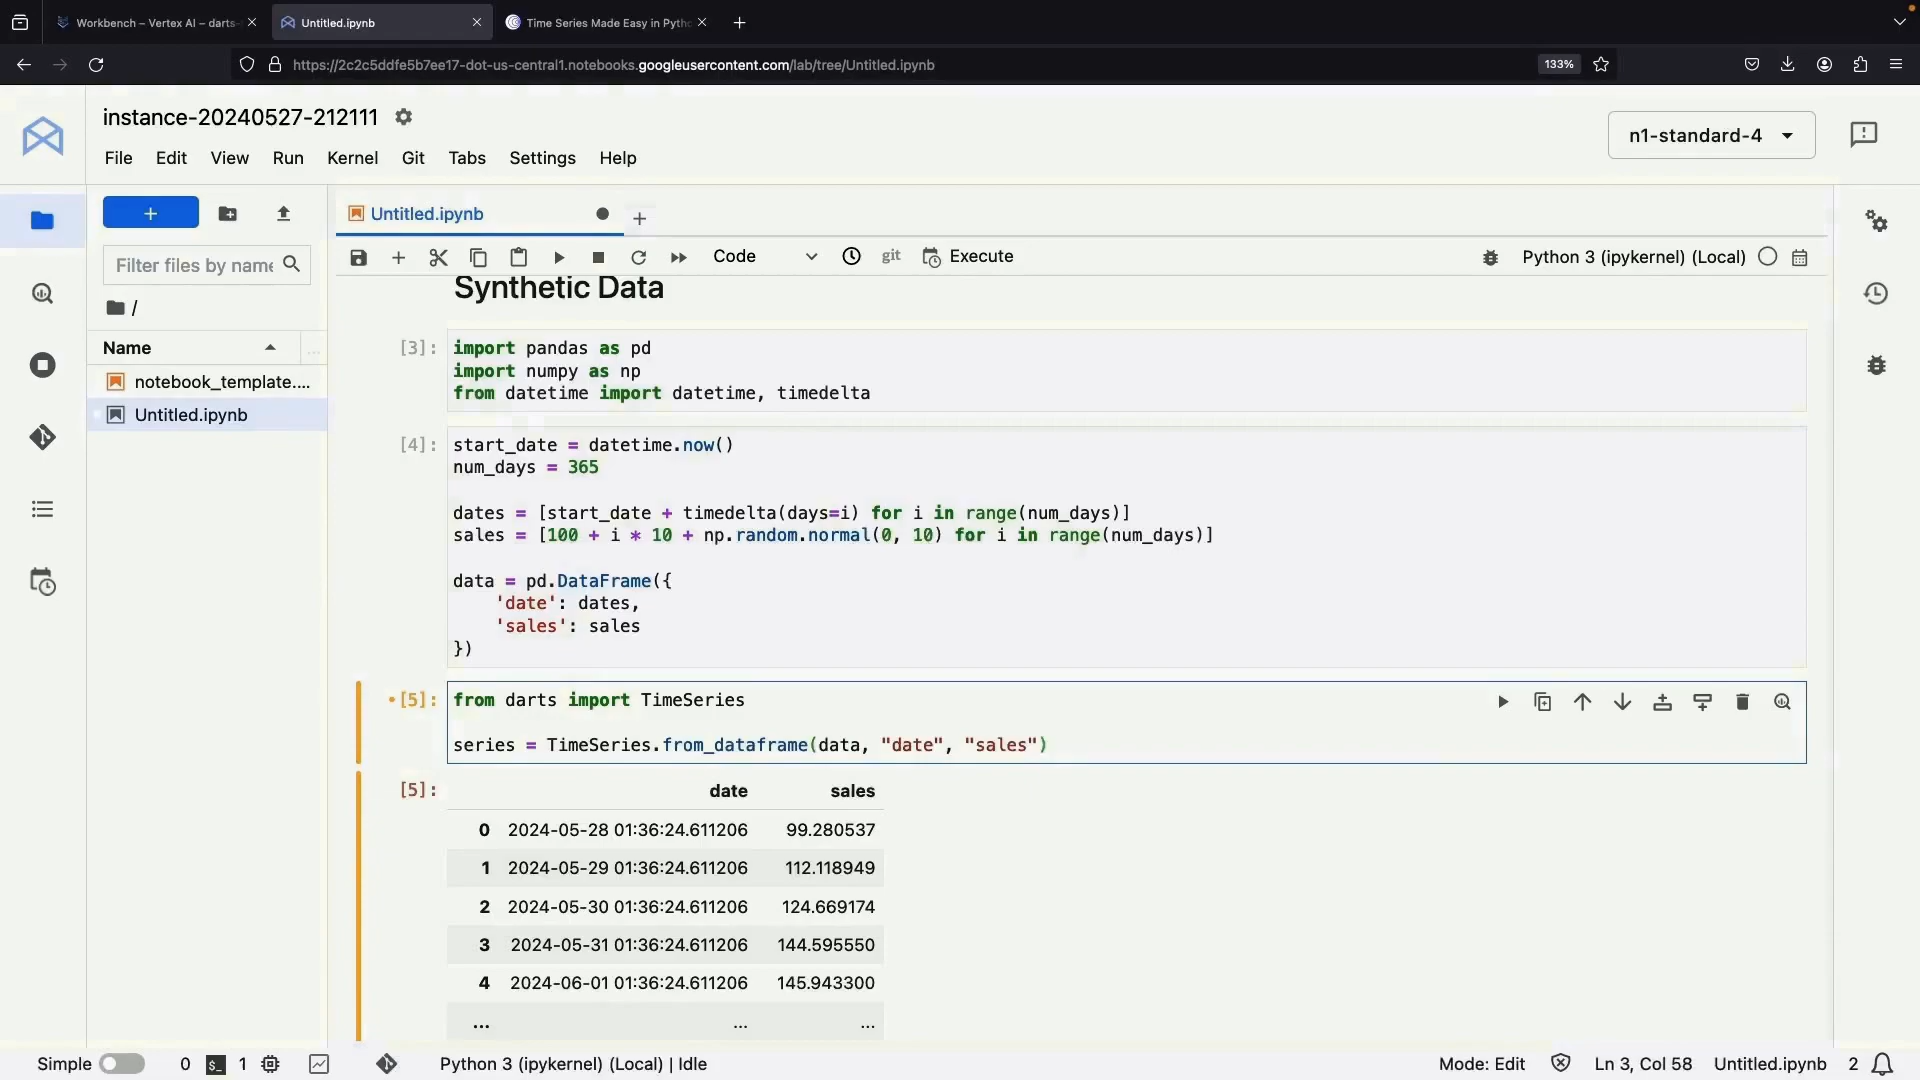 Workbench – Vertex AI – darts-
Untitled.ipynb
Time Series Made Easy in Pytho
https://2c2c5ddfe5b7ee17-dot-us-central1.notebooks.googleusercontent.com/lab/tree/Untitled.ipynb
133%
instance-20240527-212111
n1-standard-4
File Edit View Run Kernel Git Tabs Settings Help
Untitled.ipynb
Code
git
Execute
Python 3 (ipykernel) (Local)
Filter files by name
/
Name
...
notebook_template....
Untitled.ipynb
Synthetic Data
[3]:
import pandas as pd
import numpy as np
from datetime import datetime, timedelta
[4]:
start_date = datetime.now()
num_days = 365
dates = [start_date + timedelta(days=i) for i in range(num_days)]
sales = [100 + i * 10 + np.random.normal(0, 10) for i in range(num_days)]
data = pd.DataFrame({
'date': dates,
'sales': sales
})
•[5]:
from darts import TimeSeries
series = TimeSeries.from_dataframe(data, "date", "sales")
[5]:
date sales
0 2024-05-28 01:36:24.611206 99.280537
1 2024-05-29 01:36:24.611206 112.118949
2 2024-05-30 01:36:24.611206 124.669174
3 2024-05-31 01:36:24.611206 144.595550
4 2024-06-01 01:36:24.611206 145.943300
... ... ...
Simple 0 $_ 1 Python 3 (ipykernel) (Local) | Idle Mode: Edit Ln 3, Col 58 Untitled.ipynb 2